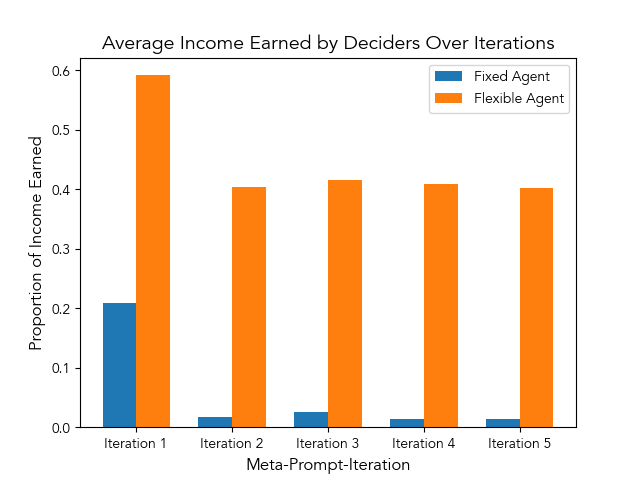 Average Income Earned by Deciders Over Iterations
Fixed Agent
Flexible Agent
Proportion of Income Earned
0.6
0.5
0.4
0.3
0.2
0.1
0.0
Iteration 1 Iteration 2 Iteration 3 Iteration 4 Iteration 5
Meta-Prompt-Iteration